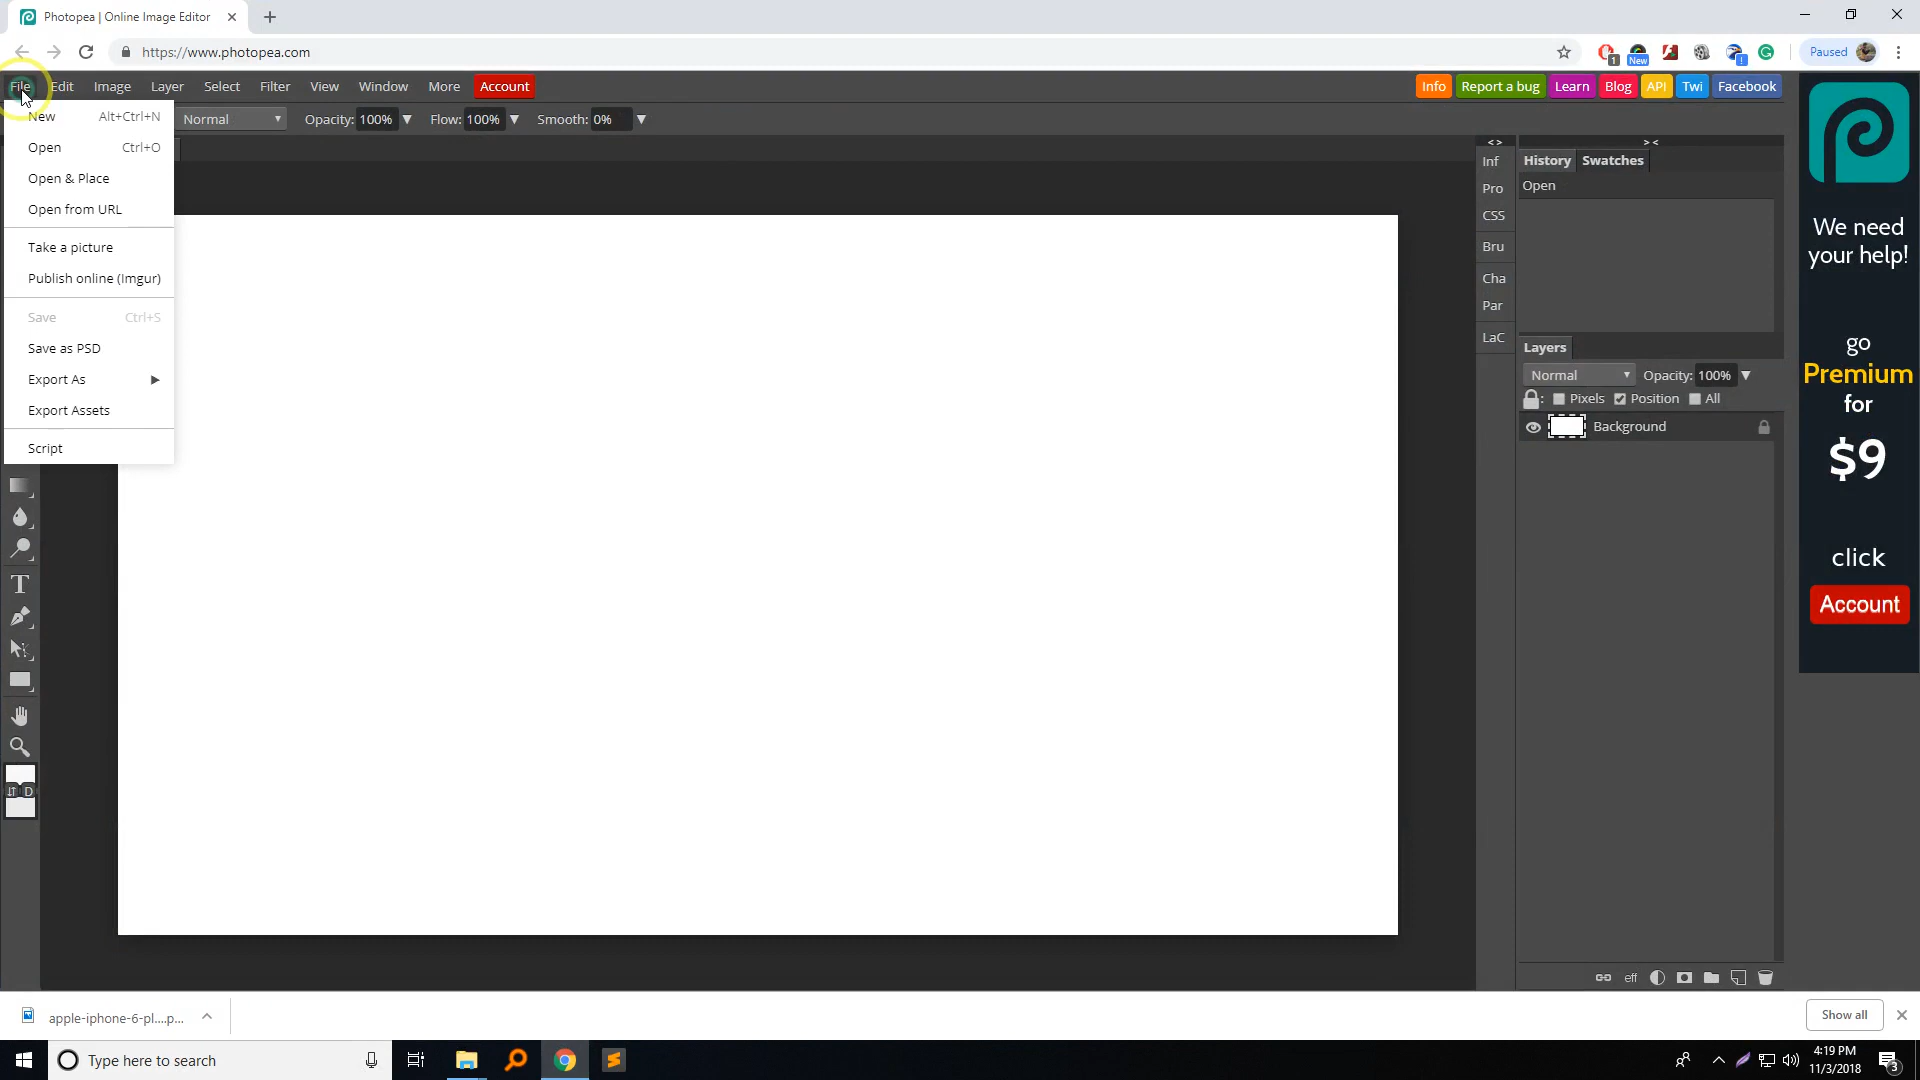 Photopea | Online Image Editor
https://www.photopea.com
New
Paused
File Edit Image Layer Select Filter View Window More Account
Info Report a bug Learn Blog API Twi Facebook
Normal Opacity: 100% Flow: 100% Smooth: 0%
New Alt+Ctrl+N
Open Ctrl+O
Open & Place
Open from URL
Take a picture
Publish online (Imgur)
Save Ctrl+S
Save as PSD
Export As
Export Assets
Script
D
< >
Inf
Pro
CSS
Bru
Cha
Par
LaC
> <
History Swatches
Open
Layers
Normal Opacity: 100%
: Pixels Position All
Background
eff
We need
your help!
go
Premium
for
$9
click
Account
apple-iphone-6-pl....p...
Show all
Type here to search
4:19 PM
11/3/2018
3